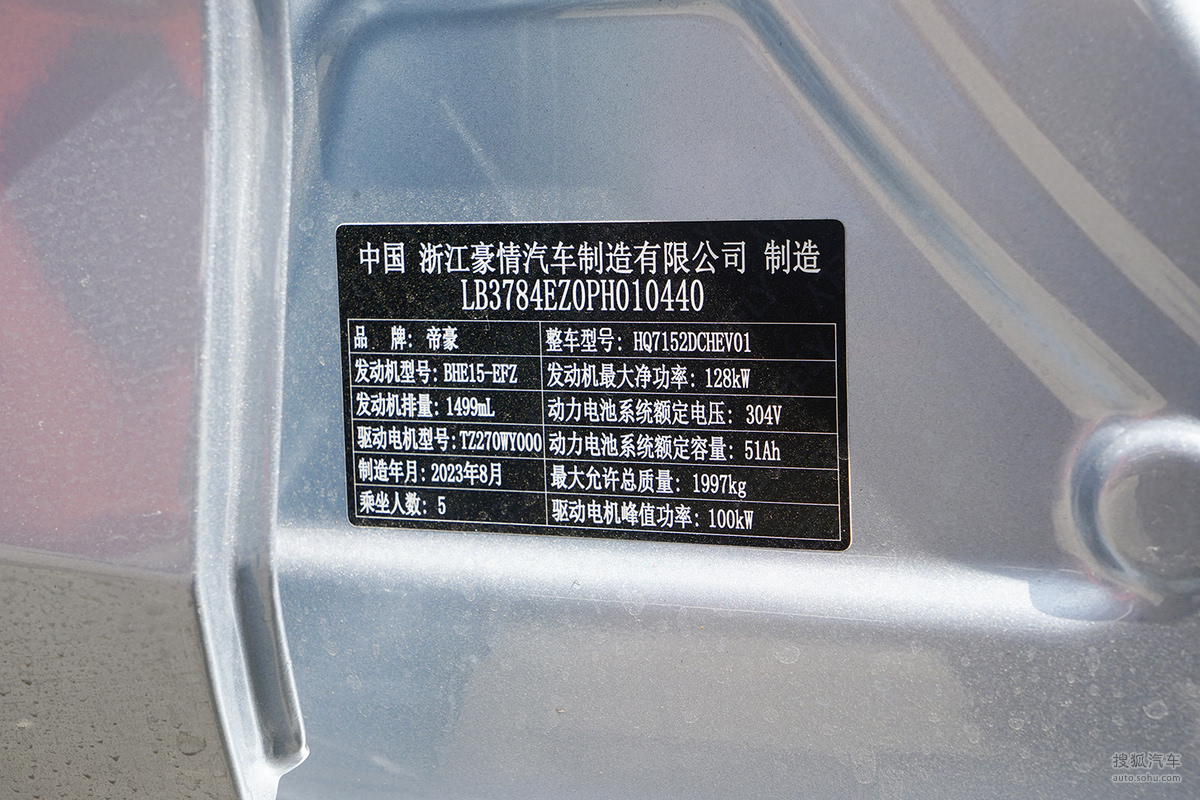 中国 浙江豪情汽车制造有限公司 制造
LB3784EZ0PH010440
品 牌: 帝豪 整车型号: HQ7152DCHEV01
发动机型号: BHE15-EFZ 发动机最大净功率: 128kW
发动机排量: 1499mL 动力电池系统额定电压: 304V
驱动电机型号: TZ270WY000 动力电池系统额定容量: 51Ah
制造年月: 2023年8月 最大允许总质量: 1997kg
乘坐人数: 5 驱动电机峰值功率: 100kW
搜狐汽车
auto.sohu.com